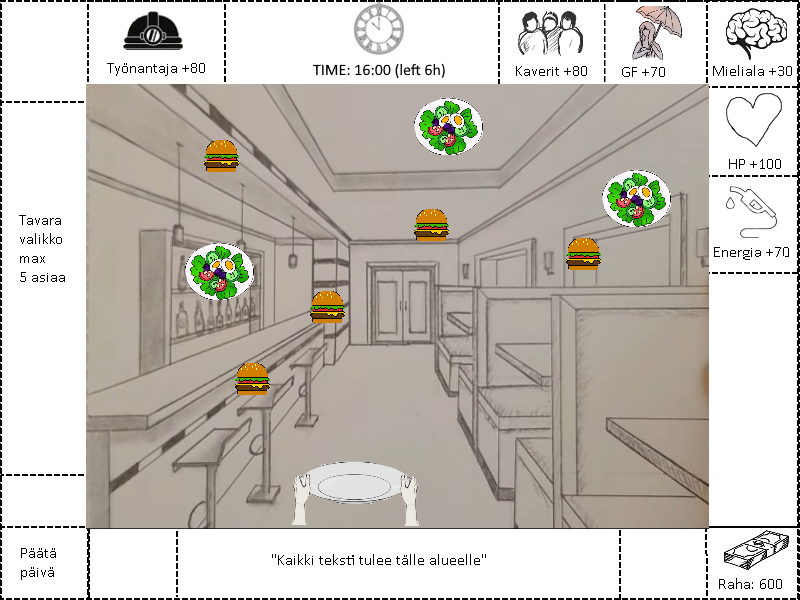 Työnantaja +80
TIME: 16:00 (left 6h)
Kaverit +80
GF +70
Mieliala +30
HP +100
Energia +70
Tavara
valikko
max
5 asiaa
Päätä
päivä
"Kaikki teksti tulee tälle alueelle"
Raha: 600